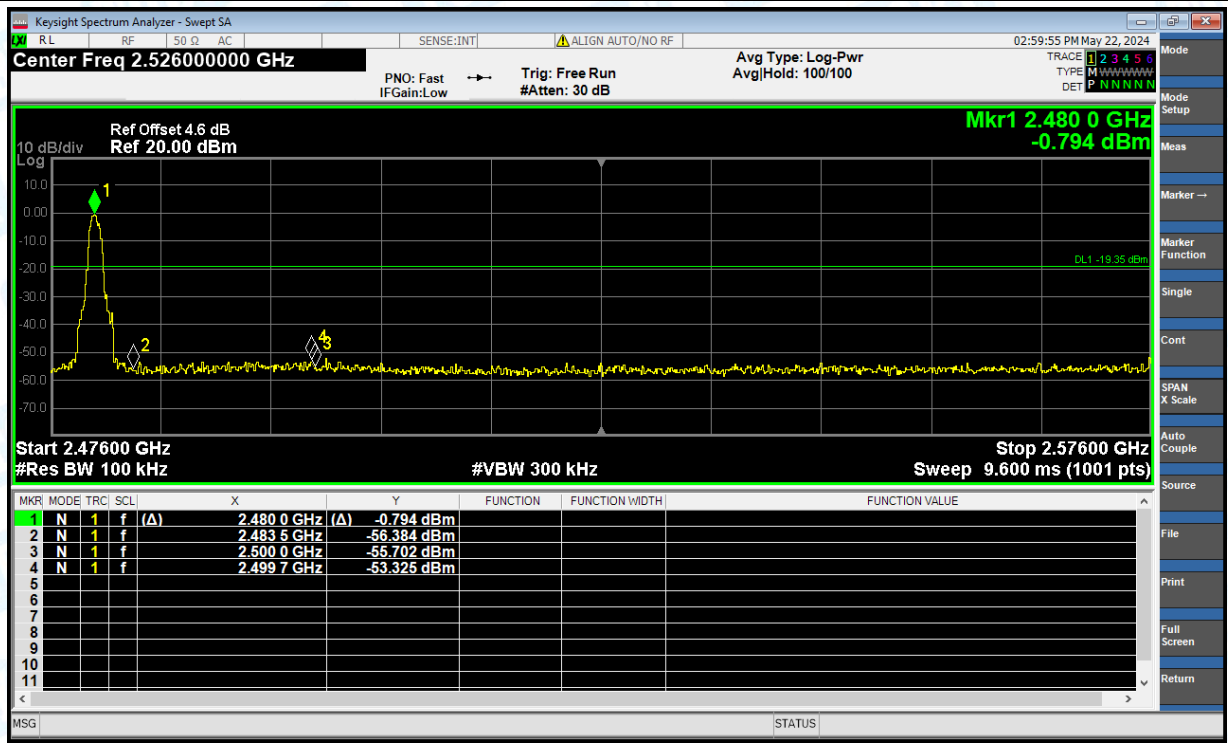 Keysight Spectrum Analyzer - Swept SA
LXI RL RF 50 Ω AC SENSE:INT ALIGN AUTO/NO RF 02:59:55 PM May 22, 2024
Center Freq 2.526000000 GHz
PNO: Fast
IFGain:Low
Trig: Free Run
#Atten: 30 dB
Avg Type: Log-Pwr
Avg|Hold: 100/100
TRACE 1 2 3 4 5 6
TYPE M WWWWW
DET P N N N N N
Mkr1 2.480 0 GHz
-0.794 dBm
Ref Offset 4.6 dB
Ref 20.00 dBm
10 dB/div
Log
10.0
0.00
-10.0
-20.0
-30.0
-40.0
-50.0
-60.0
-70.0
1
2
4
3
DL1 -19.35 dBm
Start 2.47600 GHz Stop 2.57600 GHz
#Res BW 100 kHz #VBW 300 kHz Sweep 9.600 ms (1001 pts)
MKR MODE TRC SCL X Y FUNCTION FUNCTION WIDTH FUNCTION VALUE
1 N 1 f (Δ) 2.480 0 GHz (Δ) -0.794 dBm
2 N 1 f 2.483 5 GHz -56.384 dBm
3 N 1 f 2.500 0 GHz -55.702 dBm
4 N 1 f 2.499 7 GHz -53.325 dBm
5
6
7
8
9
10
11
MSG STATUS
Mode
Mode
Setup
Meas
Marker →
Marker
Function
Single
Cont
SPAN
X Scale
Auto
Couple
Source
File
Print
Full
Screen
Return